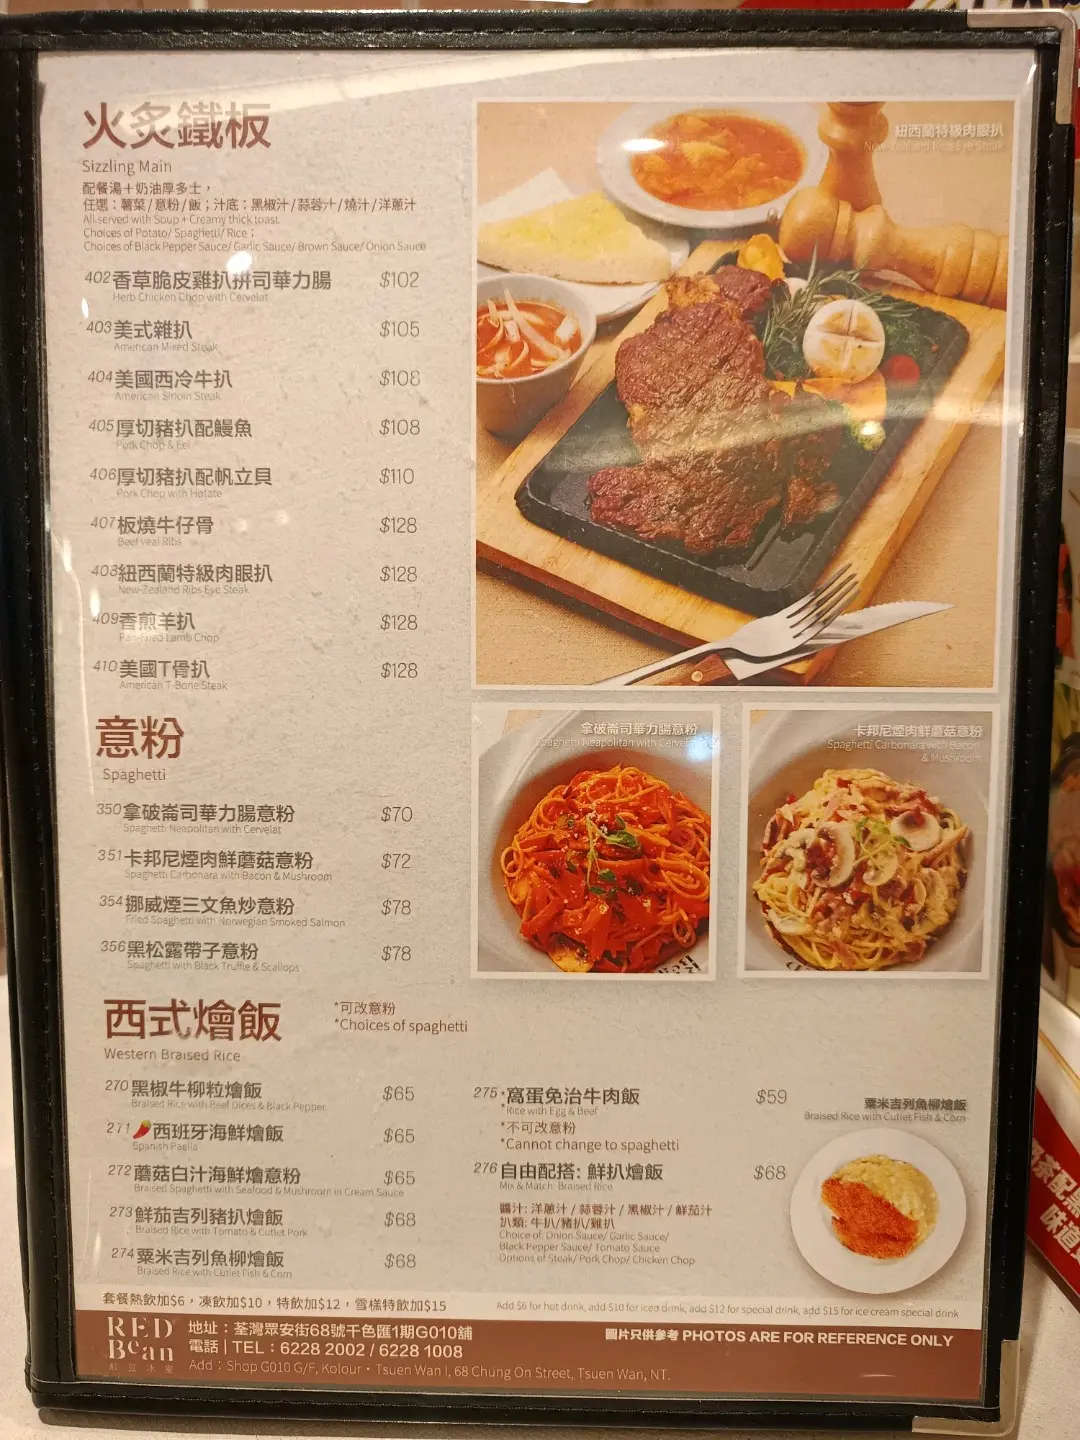 火炙鐵板
Sizzling Main
配餐湯＋奶油厚多士，
任選：薯菜/意粉/飯；汁底：黑椒汁/蒜蓉汁/燒汁/洋蔥汁
All served with Soup + Creamy thick toast
Choices of Potato/ Spaghetti/ Rice；
Choices of Black Pepper Sauce/ Garlic Sauce/ Brown Sauce/ Onion Sauce
402 香草脆皮雞扒拼司華力腸 $102
Herb Chicken Chop with Cervelat
403 美式雜扒 $105
American Mixed Steak
404 美國西冷牛扒 $108
American Sirloin Steak
405 厚切豬扒配鰻魚 $108
Pork Chop & Eel
406 厚切豬扒配帆立貝 $110
Pork Chop with Hotate
407 板燒牛仔骨 $128
Beef Veal Ribs
408 紐西蘭特級肉眼扒 $128
New-Zealand Ribs Eye Steak
409 香煎羊扒 $128
Pan-Fried Lamb Chop
410 美國T骨扒 $128
American T-Bone Steak
紐西蘭特級肉眼扒
New-Zealand Ribs Eye Steak
意粉
Spaghetti
350 拿破崙司華力腸意粉 $70
Spaghetti Neapolitan with Cervelat
351 卡邦尼煙肉鮮蘑菇意粉 $72
Spaghetti Carbonara with Bacon & Mushroom
354 挪威煙三文魚炒意粉 $78
Fried Spaghetti with Norwegian Smoked Salmon
356 黑松露帶子意粉 $78
Spaghetti with Black Truffle & Scallops
拿破崙司華力腸意粉
Spaghetti Neapolitan with Cervelat
卡邦尼煙肉鮮蘑菇意粉
Spaghetti Carbonara with Bacon
& Mushroom
西式燴飯
Western Braised Rice
*可改意粉
*Choices of spaghetti
270 黑椒牛柳粒燴飯 $65
Braised Rice with Beef Dices & Black Pepper
271 西班牙海鮮燴飯 $65
Spanish Paella
272 蘑菇白汁海鮮燴意粉 $65
Braised Spaghetti with Seafood & Mushroom in Cream Sauce
273 鮮茄吉列豬扒燴飯 $68
Braised Rice with Tomato & Cutlet Pork
274 粟米吉列魚柳燴飯 $68
Braised Rice with Cutlet Fish & Corn
275 *窩蛋免治牛肉飯 $59
*Rice with Egg & Beef
*不可改意粉
*Cannot change to spaghetti
276 自由配搭: 鮮扒燴飯 $68
Mix & Match: Braised Rice
醬汁: 洋蔥汁 / 蒜蓉汁 / 黑椒汁 / 鮮茄汁
扒類: 牛扒/豬扒/雞扒
Choice of: Onion Sauce/ Garlic Sauce/
Black Pepper Sauce/ Tomato Sauce
Options of Steak/ Pork Chop/ Chicken Chop
粟米吉列魚柳燴飯
Braised Rice with Cutlet Fish & Corn
套餐熱飲加$6，凍飲加$10，特飲加$12，雪糕特飲加$15
Add $6 for hot drink, add $10 for iced drink, add $12 for special drink, add $15 for ice cream special drink
RED
Bean
紅豆冰室
地址：荃灣眾安街68號千色匯1期G010舖
電話 | TEL：6228 2002 / 6228 1008
Add：Shop G010 G/F, Kolour・Tsuen Wan I, 68 Chung On Street, Tsuen Wan, NT.
圖片只供參考 PHOTOS ARE FOR REFERENCE ONLY